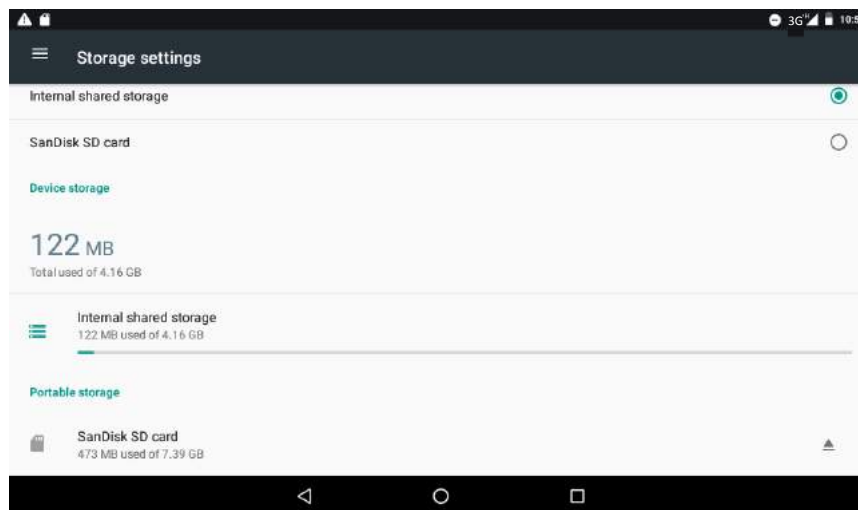 3G H
Storage settings
Internal shared storage
SanDisk SD card
Device storage
122 MB
Total used of 4.16 GB
Internal shared storage
122 MB used of 4.16 GB
Portable storage
SanDisk SD card
473 MB used of 7.39 GB